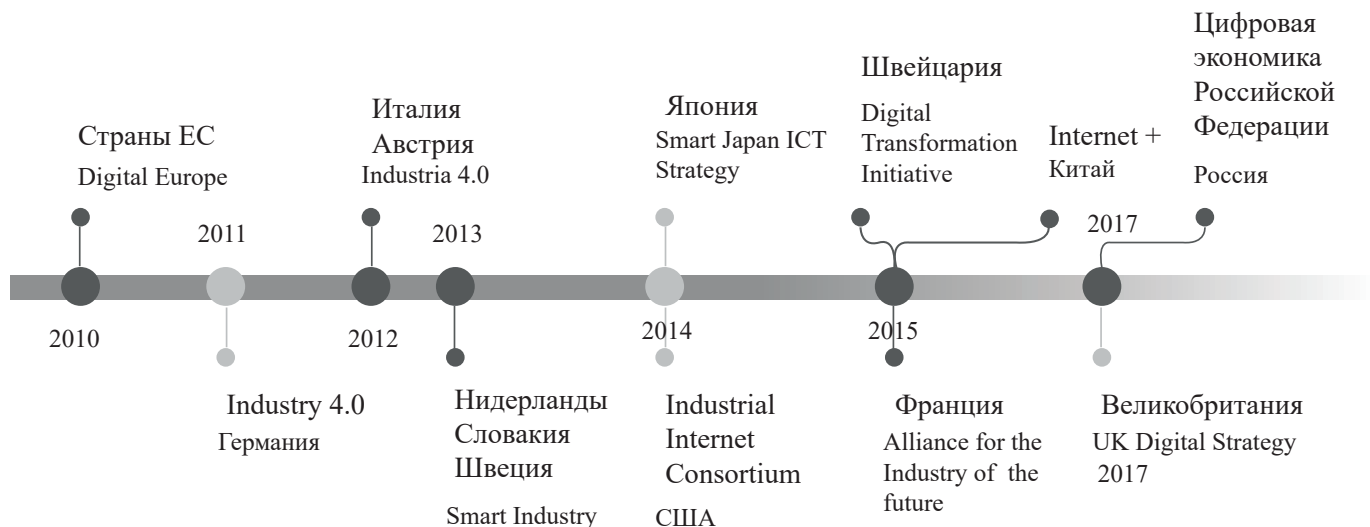 Страны ЕС
Digital Europe
2010
2011
Industry 4.0
Германия
Италия
Австрия
Industria 4.0
2012
2013
Нидерланды
Словакия
Швеция
Smart Industry
Япония
Smart Japan ICT
Strategy
2014
Industrial
Internet
Consortium
США
Швейцария
Digital
Transformation
Initiative
Internet +
Китай
2015
Франция
Alliance for the
Industry of the
future
Цифровая
экономика
Российской
Федерации
Россия
2017
Великобритания
UK Digital Strategy
2017